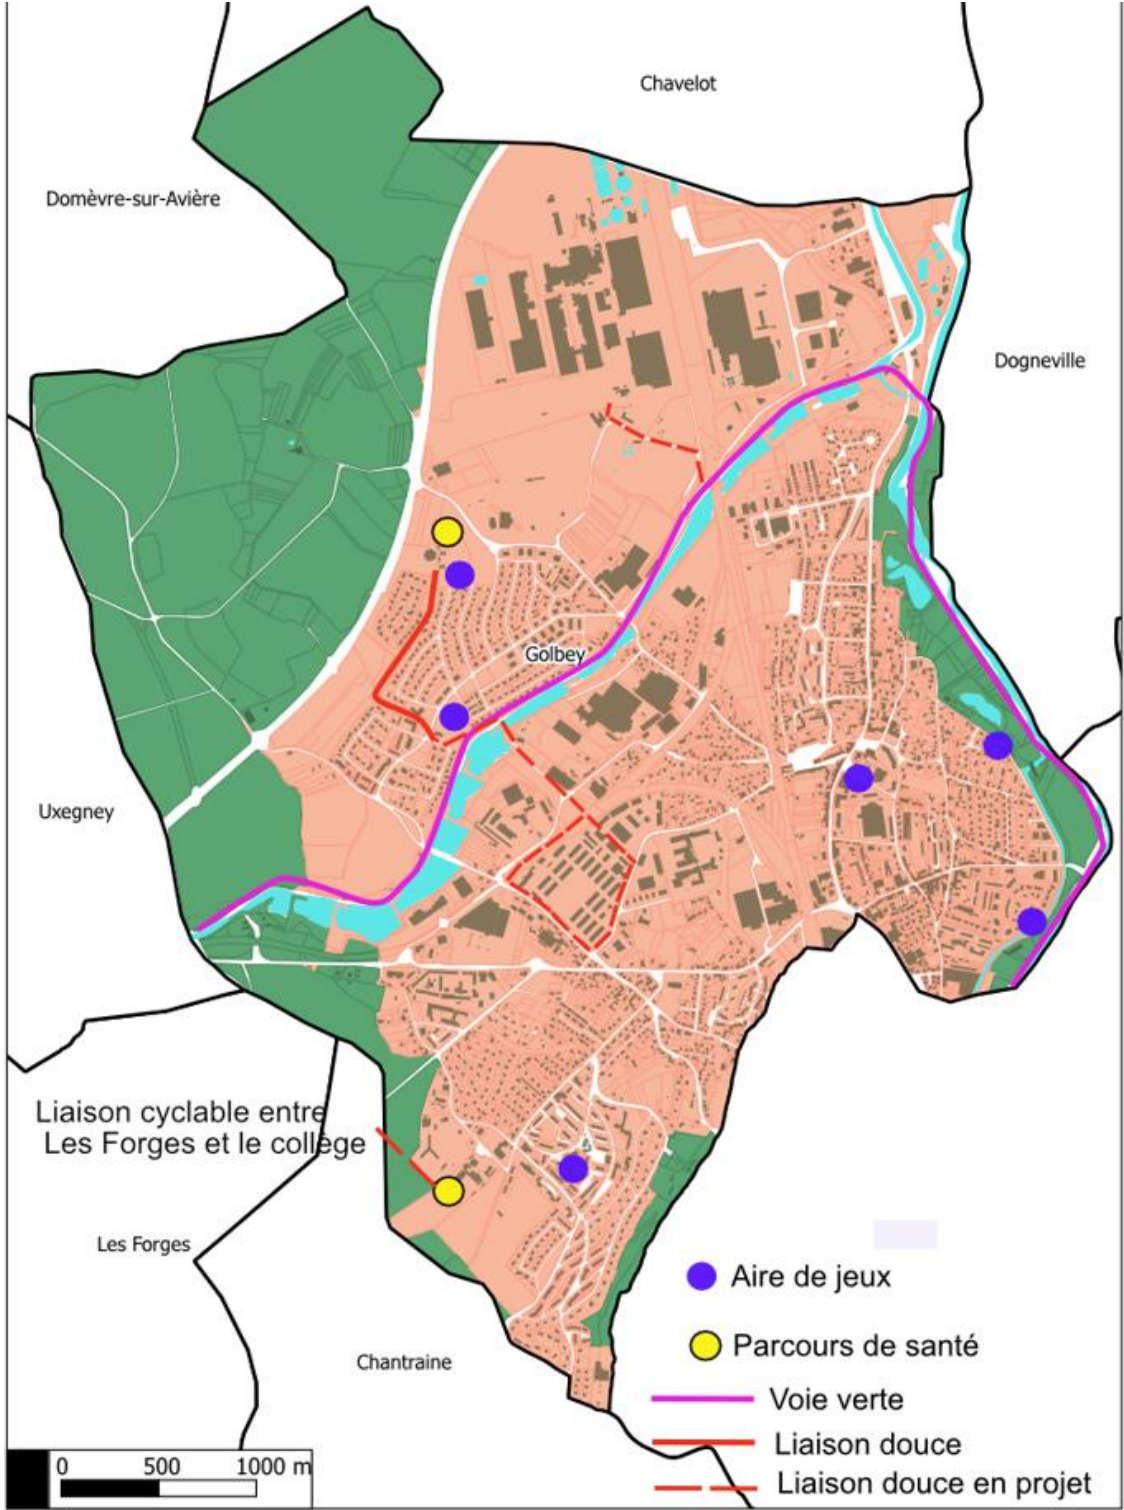 Chavelot
Domèvre-sur-Avière
Dogneville
Golbey
Uxegney
Liaison cyclable entre
Les Forges et le collège
Les Forges
Chantraine
Aire de jeux
Parcours de santé
Voie verte
Liaison douce
Liaison douce en projet
0 500 1000 m